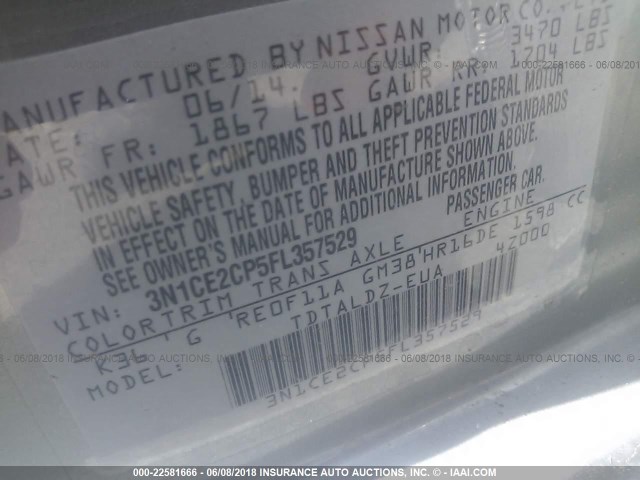 MANUFACTURED BY NISSAN MOTOR CO.
DATE: 06/14. GVWR: 3470 LBS
GAWR FR: 1867 LBS GAWR RR: 1704 LBS
THIS VEHICLE CONFORMS TO ALL APPLICABLE FEDERAL MOTOR
VEHICLE SAFETY, BUMPER AND THEFT PREVENTION STANDARDS
IN EFFECT ON THE DATE OF MANUFACTURE SHOWN ABOVE.
SEE OWNER'S MANUAL FOR ADDITIONAL INFORMATION.
VIN: 3N1CE2CP5FL357529 PASSENGER CAR.
COLOR TRIM TRANS AXLE ENGINE
G 'RE0F11A GM38'HR16DE 1598 CC
MODEL: TDTALDZ-EUA 4Z000
3N1CE2CP5FL357529
000-22581666 - 06/08/2018 INSURANCE AUTO AUCTIONS, INC. - © - IAAI.COM